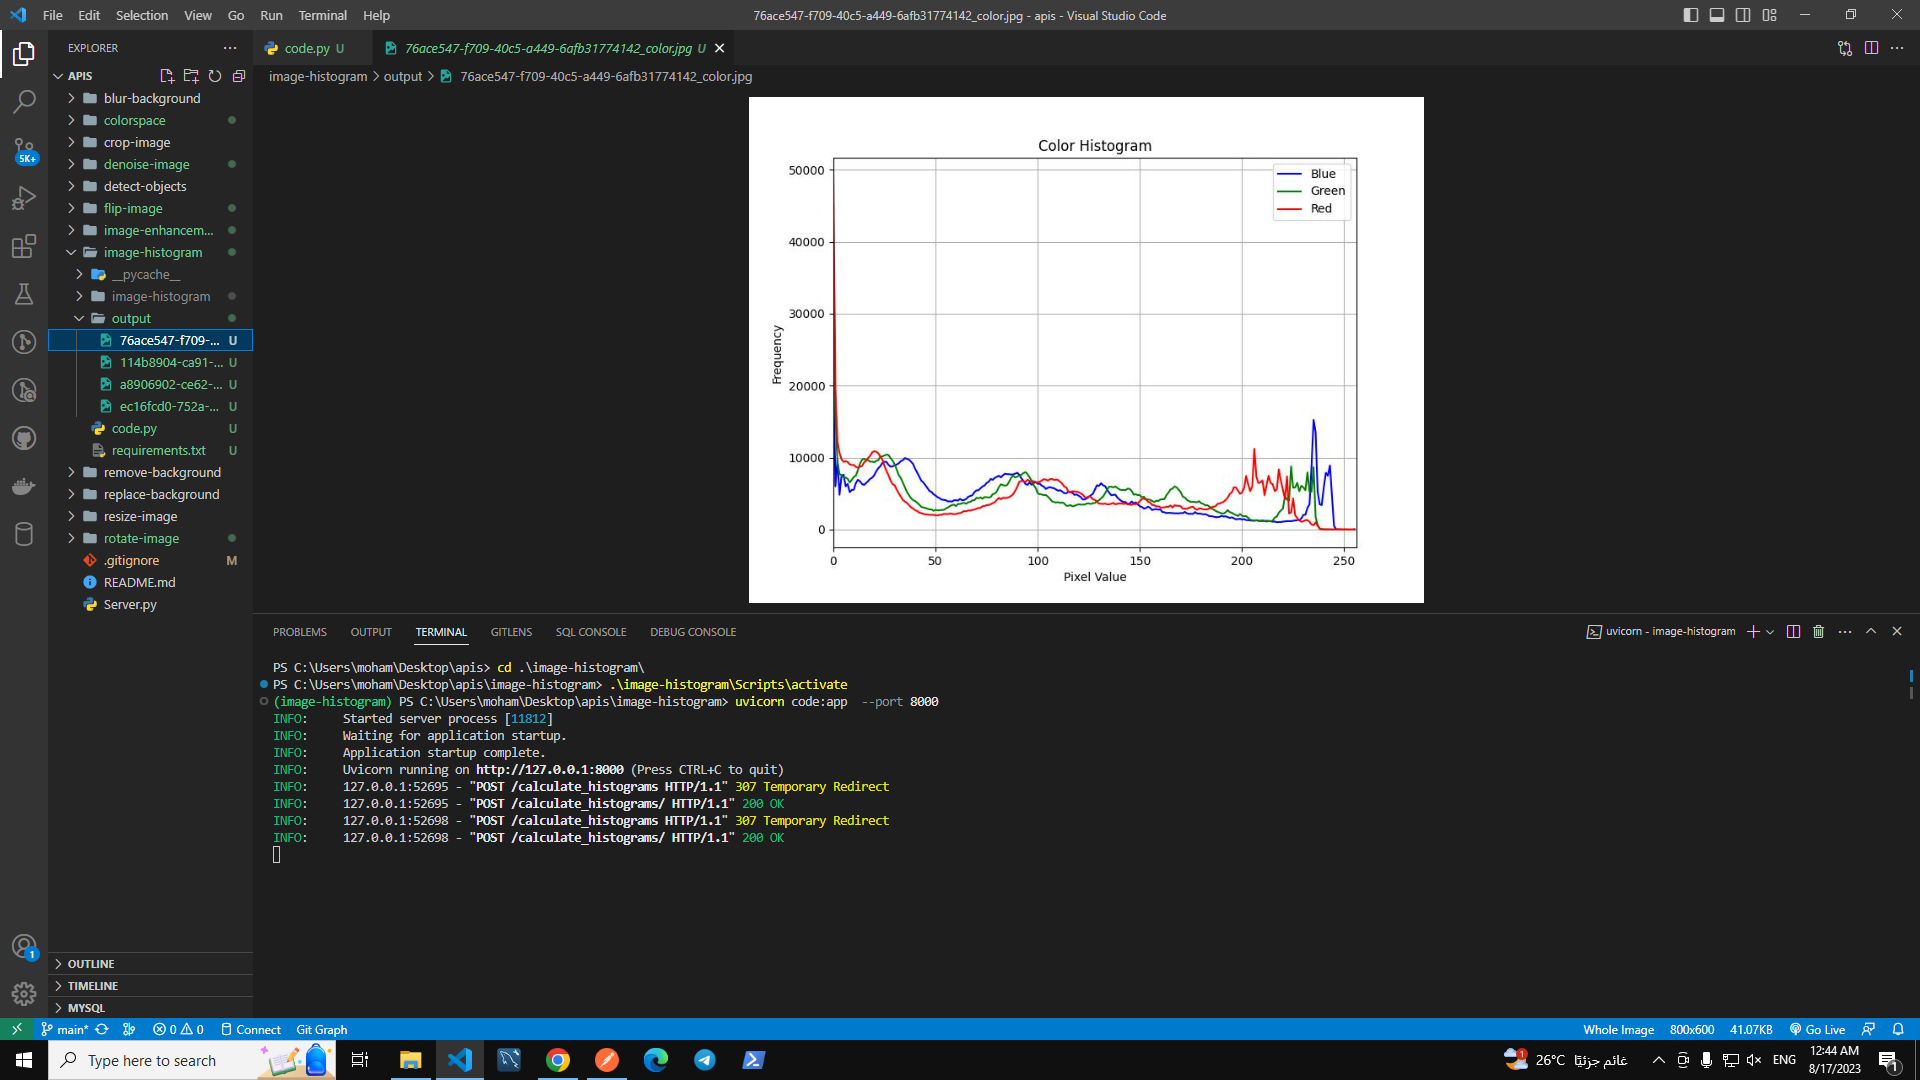 File Edit Selection View Go Run Terminal Help
76ace547-f709-40c5-a449-6afb31774142_color.jpg - apis - Visual Studio Code
EXPLORER
APIS
blur-background
colorspace
crop-image
denoise-image
detect-objects
flip-image
image-enhancem...
image-histogram
__pycache__
image-histogram
output
76ace547-f709-... U
114b8904-ca91-... U
a8906902-ce62-... U
ec16fcd0-752a-... U
code.py U
requirements.txt U
remove-background
replace-background
resize-image
rotate-image
.gitignore M
README.md
Server.py
OUTLINE
TIMELINE
MYSQL
5K+
1
code.py U
76ace547-f709-40c5-a449-6afb31774142_color.jpg U
image-histogram > output > 76ace547-f709-40c5-a449-6afb31774142_color.jpg
Color Histogram
Blue
Green
Red
50000
40000
30000
20000
10000
0
Frequency
0 50 100 150 200 250
Pixel Value
PROBLEMS OUTPUT TERMINAL GITLENS SQL CONSOLE DEBUG CONSOLE
uvicorn - image-histogram
PS C:\Users\moham\Desktop\apis> cd .\image-histogram\
PS C:\Users\moham\Desktop\apis\image-histogram> .\image-histogram\Scripts\activate
(image-histogram) PS C:\Users\moham\Desktop\apis\image-histogram> uvicorn code:app --port 8000
INFO: Started server process [11812]
INFO: Waiting for application startup.
INFO: Application startup complete.
INFO: Uvicorn running on http://127.0.0.1:8000 (Press CTRL+C to quit)
INFO: 127.0.0.1:52695 - "POST /calculate_histograms HTTP/1.1" 307 Temporary Redirect
INFO: 127.0.0.1:52695 - "POST /calculate_histograms/ HTTP/1.1" 200 OK
INFO: 127.0.0.1:52698 - "POST /calculate_histograms HTTP/1.1" 307 Temporary Redirect
INFO: 127.0.0.1:52698 - "POST /calculate_histograms/ HTTP/1.1" 200 OK
main* 0 0 Connect Git Graph
Whole Image 800x600 41.07KB Go Live
Type here to search
1
26°C غائم جزئيًا
ENG
12:44 AM
8/17/2023
1